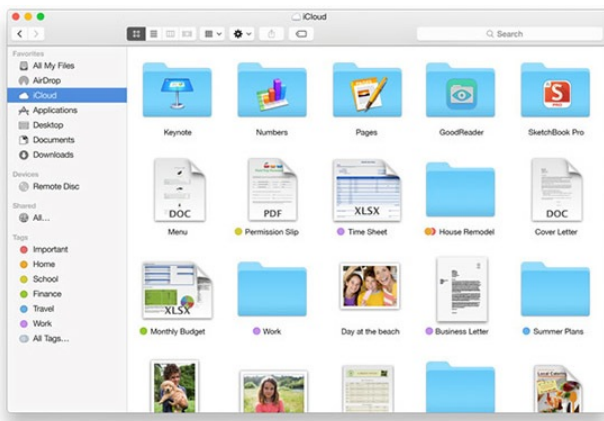 iCloud
Search
Favorites
All My Files
AirDrop
iCloud
Applications
Desktop
Documents
Downloads
Devices
Remote Disc
Shared
All...
Tags
Important
Home
School
Finance
Travel
Work
All Tags...
Keynote
Numbers
Pages
GoodReader
PRO
SketchBook Pro
DOC
Menu
PDF
Permission Slip
XLSX
Time Sheet
House Remodel
DOC
Cover Letter
XLSX
Monthly Budget
Work
Day at the beach
Business Letter
Summer Plans